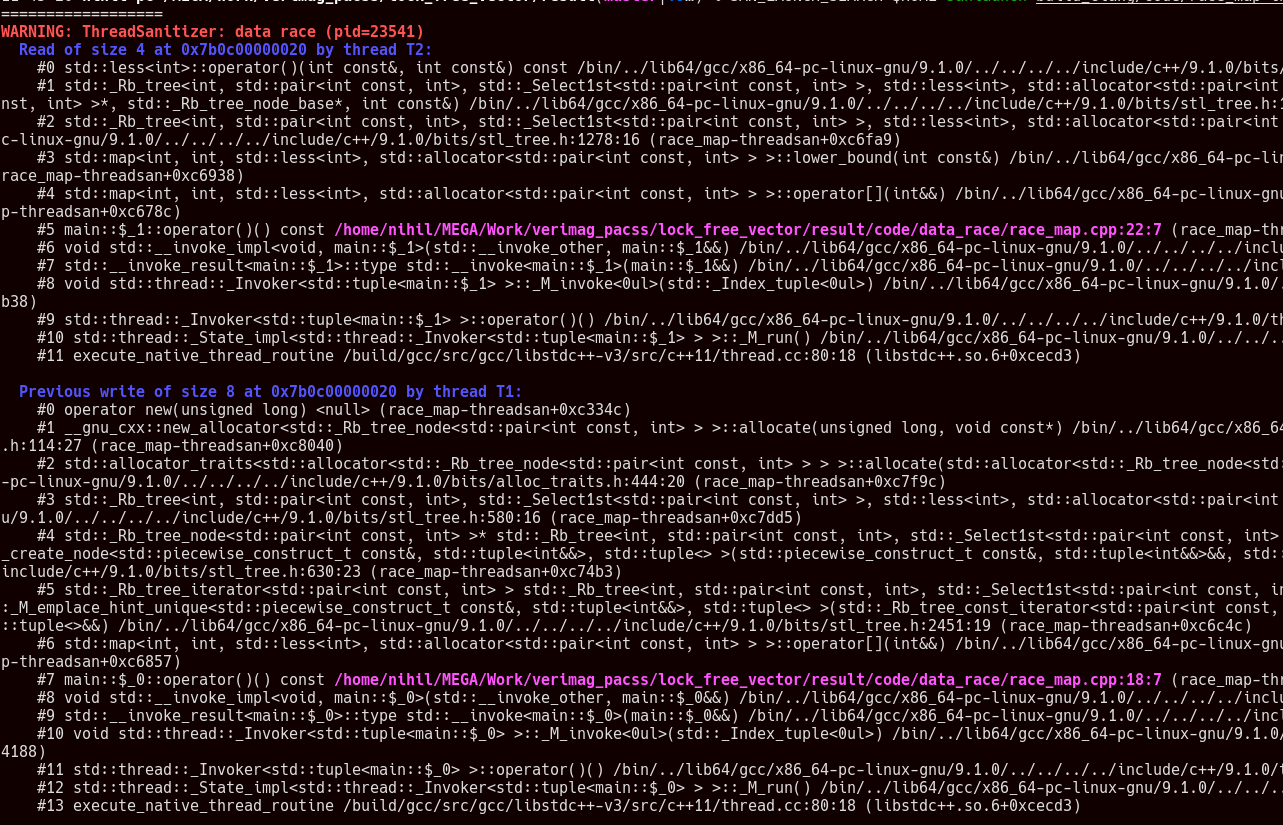 ==================
WARNING: ThreadSanitizer: data race (pid=23541)
  Read of size 4 at 0x7b0c00000020 by thread T2:
    #0 std::less<int>::operator()(int const&, int const&) const /bin/../lib64/gcc/x86_64-pc-linux-gnu/9.1.0/../../../../include/c++/9.1.0/bits/
    #1 std::_Rb_tree<int, std::pair<int const, int>, std::_Select1st<std::pair<int const, int> >, std::less<int>, std::allocator<std::pair<int
nst, int> >*, std::_Rb_tree_node_base*, int const&) /bin/../lib64/gcc/x86_64-pc-linux-gnu/9.1.0/../../../../include/c++/9.1.0/bits/stl_tree.h:
    #2 std::_Rb_tree<int, std::pair<int const, int>, std::_Select1st<std::pair<int const, int> >, std::less<int>, std::allocator<std::pair<int
c-linux-gnu/9.1.0/../../../../include/c++/9.1.0/bits/stl_tree.h:1278:16 (race_map-threadsan+0xc6fa9)
    #3 std::map<int, int, std::less<int>, std::allocator<std::pair<int const, int> > >::lower_bound(int const&) /bin/../lib64/gcc/x86_64-pc-lin
race_map-threadsan+0xc6938)
    #4 std::map<int, int, std::less<int>, std::allocator<std::pair<int const, int> > >::operator[](int&&) /bin/../lib64/gcc/x86_64-pc-linux-gnu
p-threadsan+0xc678c)
    #5 main::$_1::operator()() const /home/nihil/MEGA/Work/verimag_pacss/lock_free_vector/result/code/data_race/race_map.cpp:22:7 (race_map-thr
    #6 void std::__invoke_impl<void, main::$_1>(std::__invoke_other, main::$_1&&) /bin/../lib64/gcc/x86_64-pc-linux-gnu/9.1.0/../../../../inclu
    #7 std::__invoke_result<main::$_1>::type std::__invoke<main::$_1>(main::$_1&&) /bin/../lib64/gcc/x86_64-pc-linux-gnu/9.1.0/../../../../incl
    #8 void std::thread::_Invoker<std::tuple<main::$_1> >::_M_invoke<0ul>(std::_Index_tuple<0ul>) /bin/../lib64/gcc/x86_64-pc-linux-gnu/9.1.0/.
b38)
    #9 std::thread::_Invoker<std::tuple<main::$_1> >::operator()() /bin/../lib64/gcc/x86_64-pc-linux-gnu/9.1.0/../../../../include/c++/9.1.0/th
    #10 std::thread::_State_impl<std::thread::_Invoker<std::tuple<main::$_1> > >::_M_run() /bin/../lib64/gcc/x86_64-pc-linux-gnu/9.1.0/../../..
    #11 execute_native_thread_routine /build/gcc/src/gcc/libstdc++-v3/src/c++11/thread.cc:80:18 (libstdc++.so.6+0xcecd3)

  Previous write of size 8 at 0x7b0c00000020 by thread T1:
    #0 operator new(unsigned long) <null> (race_map-threadsan+0xc334c)
    #1 __gnu_cxx::new_allocator<std::_Rb_tree_node<std::pair<int const, int> > >::allocate(unsigned long, void const*) /bin/../lib64/gcc/x86_64
.h:114:27 (race_map-threadsan+0xc8040)
    #2 std::allocator_traits<std::allocator<std::_Rb_tree_node<std::pair<int const, int> > > >::allocate(std::allocator<std::_Rb_tree_node<std:
-pc-linux-gnu/9.1.0/../../../../include/c++/9.1.0/bits/alloc_traits.h:444:20 (race_map-threadsan+0xc7f9c)
    #3 std::_Rb_tree<int, std::pair<int const, int>, std::_Select1st<std::pair<int const, int> >, std::less<int>, std::allocator<std::pair<int
u/9.1.0/../../../../include/c++/9.1.0/bits/stl_tree.h:580:16 (race_map-threadsan+0xc7dd5)
    #4 std::_Rb_tree_node<std::pair<int const, int> >* std::_Rb_tree<int, std::pair<int const, int>, std::_Select1st<std::pair<int const, int>
_create_node<std::piecewise_construct_t const&, std::tuple<int&&>, std::tuple<> >(std::piecewise_construct_t const&, std::tuple<int&&>&&, std::
include/c++/9.1.0/bits/stl_tree.h:630:23 (race_map-threadsan+0xc74b3)
    #5 std::_Rb_tree_iterator<std::pair<int const, int> > std::_Rb_tree<int, std::pair<int const, int>, std::_Select1st<std::pair<int const, in
:_M_emplace_hint_unique<std::piecewise_construct_t const&, std::tuple<int&&>, std::tuple<> >(std::_Rb_tree_const_iterator<std::pair<int const,
::tuple<>&&) /bin/../lib64/gcc/x86_64-pc-linux-gnu/9.1.0/../../../../include/c++/9.1.0/bits/stl_tree.h:2451:19 (race_map-threadsan+0xc6c4c)
    #6 std::map<int, int, std::less<int>, std::allocator<std::pair<int const, int> > >::operator[](int&&) /bin/../lib64/gcc/x86_64-pc-linux-gnu
p-threadsan+0xc6857)
    #7 main::$_0::operator()() const /home/nihil/MEGA/Work/verimag_pacss/lock_free_vector/result/code/data_race/race_map.cpp:18:7 (race_map-thr
    #8 void std::__invoke_impl<void, main::$_0>(std::__invoke_other, main::$_0&&) /bin/../lib64/gcc/x86_64-pc-linux-gnu/9.1.0/../../../../inclu
    #9 std::__invoke_result<main::$_0>::type std::__invoke<main::$_0>(main::$_0&&) /bin/../lib64/gcc/x86_64-pc-linux-gnu/9.1.0/../../../../incl
    #10 void std::thread::_Invoker<std::tuple<main::$_0> >::_M_invoke<0ul>(std::_Index_tuple<0ul>) /bin/../lib64/gcc/x86_64-pc-linux-gnu/9.1.0/
4188)
    #11 std::thread::_Invoker<std::tuple<main::$_0> >::operator()() /bin/../lib64/gcc/x86_64-pc-linux-gnu/9.1.0/../../../../include/c++/9.1.0/t
    #12 std::thread::_State_impl<std::thread::_Invoker<std::tuple<main::$_0> > >::_M_run() /bin/../lib64/gcc/x86_64-pc-linux-gnu/9.1.0/../../..
    #13 execute_native_thread_routine /build/gcc/src/gcc/libstdc++-v3/src/c++11/thread.cc:80:18 (libstdc++.so.6+0xcecd3)